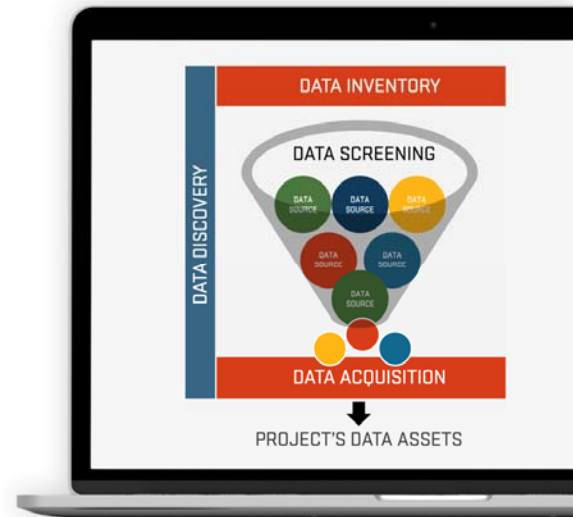 DATA INVENTORY
DATA DISCOVERY
DATA SCREENING
DATA
SOURCE
DATA
SOURCE
DATA
SOURCE
DATA
SOURCE
DATA
SOURCE
DATA
SOURCE
DATA ACQUISITION
PROJECT'S DATA ASSETS